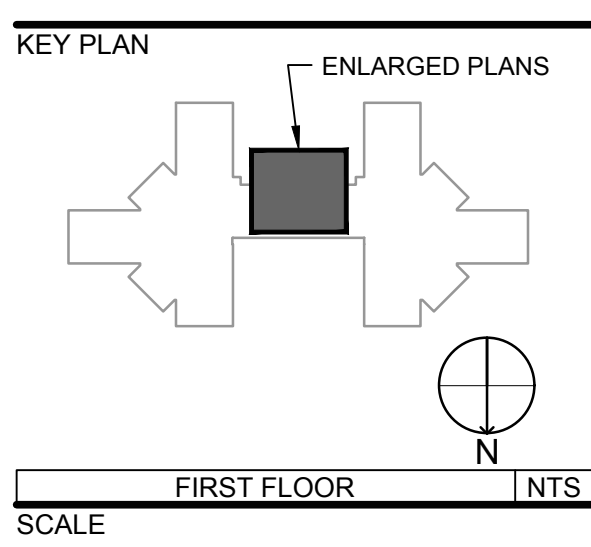 KEY PLAN
ENLARGED PLANS
N
FIRST FLOOR NTS
SCALE